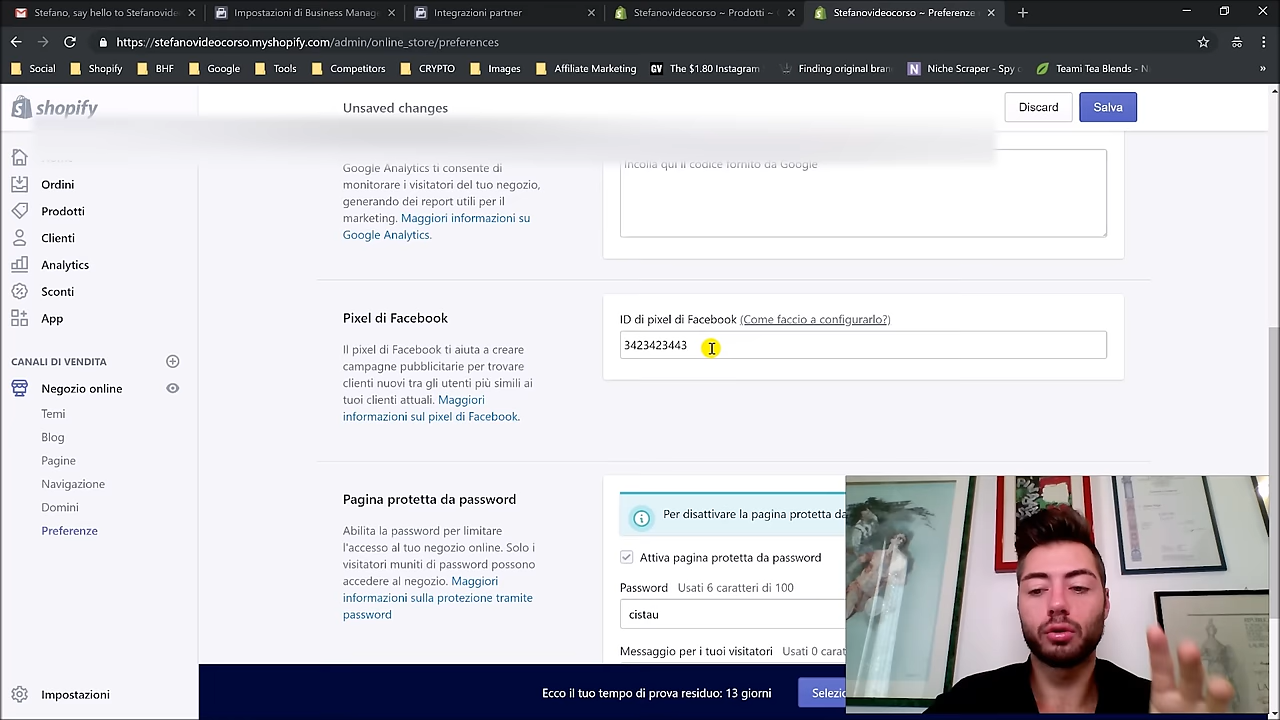 Stefano, say hello to Stefanovide
Impostazioni di Business Manag
Integrazioni partner
Stefanovideocorso ~ Prodotti ~
Stefanovideocorso ~ Preferenze
https://stefanovideocorso.myshopify.com/admin/online_store/preferences
Social
Shopify
BHF
Google
Tools
Competitors
CRYPTO
Images
Affiliate Marketing
GV The $1.80 Instagram
Finding original bran
N Niche Scraper - Spy
Teami Tea Blends - N
»
shopify
Unsaved changes
Discard
Salva
Ordini
Prodotti
Clienti
Analytics
Sconti
App
CANALI DI VENDITA
Negozio online
Temi
Blog
Pagine
Navigazione
Domini
Preferenze
Impostazioni
Google Analytics ti consente di
monitorare i visitatori del tuo negozio,
generando dei report utili per il
marketing. Maggiori informazioni su
Google Analytics.
Incolla qui il codice fornito da Google
Pixel di Facebook
Il pixel di Facebook ti aiuta a creare
campagne pubblicitarie per trovare
clienti nuovi tra gli utenti più simili ai
tuoi clienti attuali. Maggiori
informazioni sul pixel di Facebook.
ID di pixel di Facebook (Come faccio a configurarlo?)
3423423443
Pagina protetta da password
Abilita la password per limitare
l'accesso al tuo negozio online. Solo i
visitatori muniti di password possono
accedere al negozio. Maggiori
informazioni sulla protezione tramite
password
Per disattivare la pagina protetta da
Attiva pagina protetta da password
Password Usati 6 caratteri di 100
cistau
Messaggio per i tuoi visitatori Usati 0 carat
Ecco il tuo tempo di prova residuo: 13 giorni
Selezio